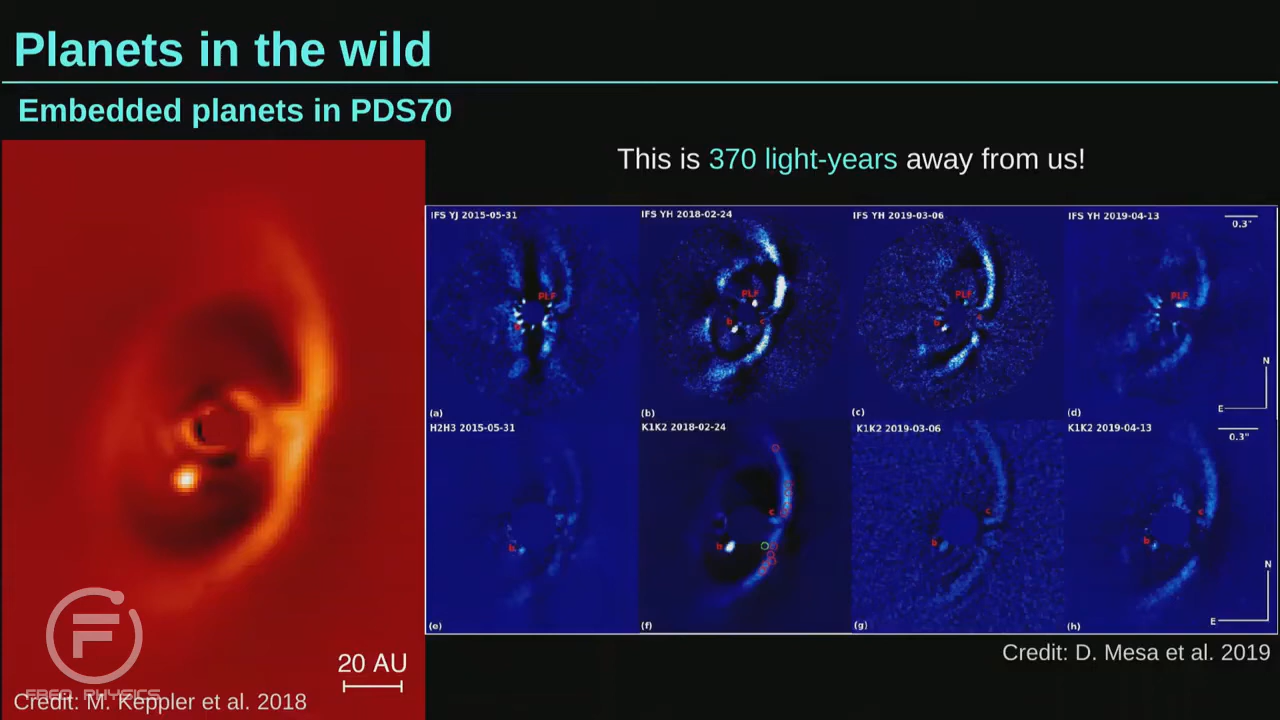 Planets in the wild
Embedded planets in PDS70
This is 370 light-years away from us!
IFS YJ 2015-05-31
IFS YH 2018-02-24
IFS YH 2019-03-06
IFS YH 2019-04-13
0.3"
PLF
PLF
b
c
PLF
b
c
PLF
N
E
(a)
(b)
(c)
(d)
H2H3 2015-05-31
K1K2 2018-02-24
K1K2 2019-03-06
K1K2 2019-04-13
0.3"
b
c
b
c
b
c
b
N
E
(e)
(f)
(g)
(h)
20 AU
Credit: D. Mesa et al. 2019
FREQ PHYSICS
Credit: M. Keppler et al. 2018